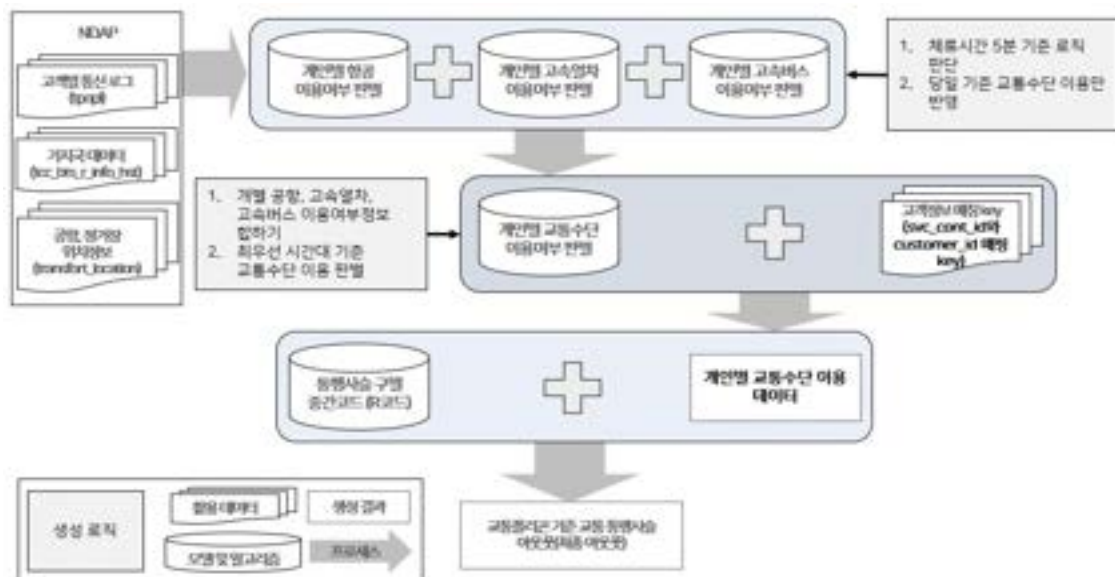 NDAP
고객별 통신 로그
기지국 데이터
(tcc_bts_r_info_hst)
공항, 정거장
위치정보
(transfort_location)
개인별 항공
이용여부 판별
개인별 고속열차
이용여부 판별
개인별 고속버스
이용여부 판별
1. 체류시간 5분 기준 로직
판단
2. 당일 기준 교통수단 이용만
반영
1. 개별 공항, 고속열차,
고속버스 이용여부정보
합하기
2. 최우선 시간대 기준
교통수단 이용 판별
개인별 교통수단
이용여부 판별
고객정보 매핑 key
(svc_cont_id와
customer_id 매핑
key)
통행사슬 구별
중간코드 (R코드)
개인별 교통수단 이용
데이터
생성 로직
활용 데이터
생성 결과
모델 및 알고리즘
프로세스
교통폴리곤 기준 교통 통행사슬
아웃풋(최종 아웃풋)